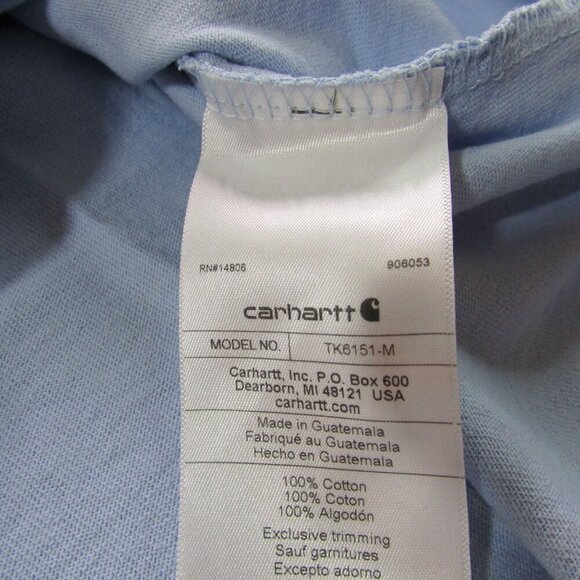 RN#14806 906053
carhartt
MODEL NO. TK6151-M
Carhartt, Inc. P.O. Box 600
Dearborn, MI 48121 USA
carhartt.com
Made in Guatemala
Fabriqué au Guatemala
Hecho en Guatemala
100% Cotton
100% Coton
100% Algodón
Exclusive trimming
Sauf garnitures
Excepto adorno